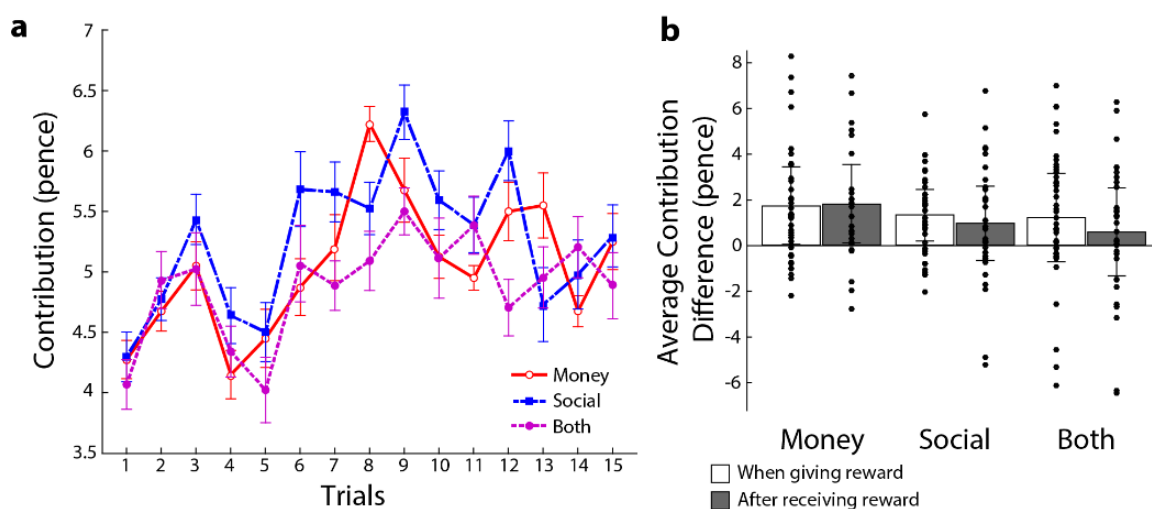 a
7
6.5
6
5.5
5
4.5
4
3.5
Contribution (pence)
1 2 3 4 5 6 7 8 9 10 11 12 13 14 15
Trials
Money
Social
Both
b
8
6
4
2
0
-2
-4
-6
Average Contribution
Difference (pence)
Money Social Both
When giving reward
After receiving reward